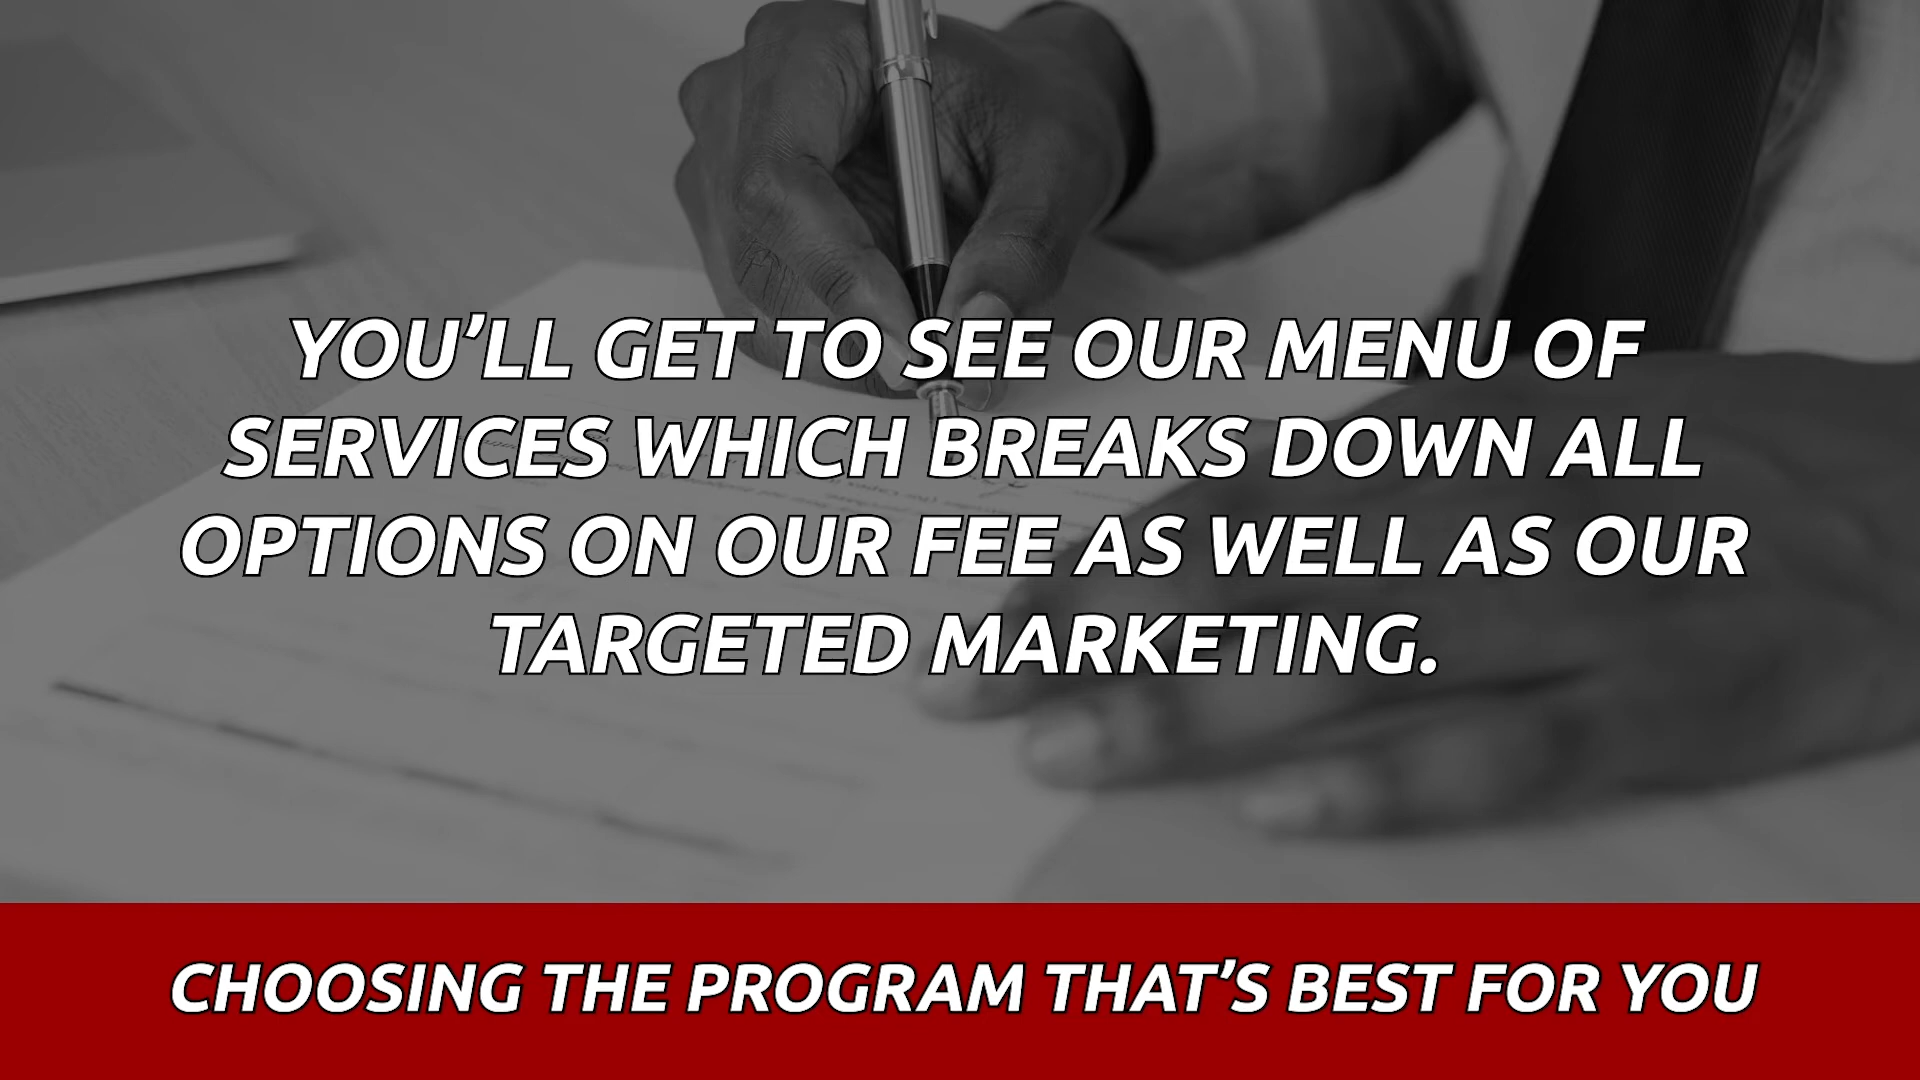 YOU’LL GET TO SEE OUR MENU OF
SERVICES WHICH BREAKS DOWN ALL
OPTIONS ON OUR FEE AS WELL AS OUR
TARGETED MARKETING.
CHOOSING THE PROGRAM THAT’S BEST FOR YOU